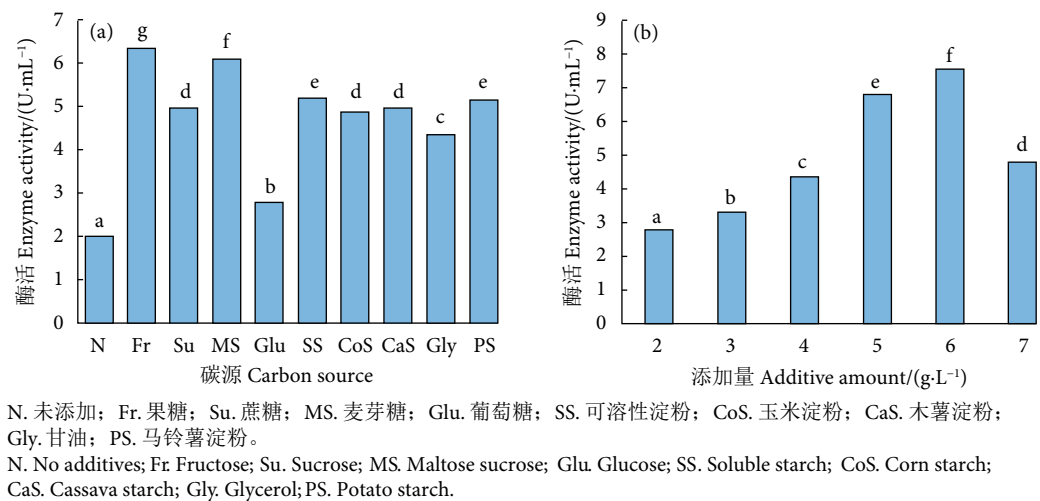 (a)
酶活 Enzyme activity/(U·mL⁻¹)
7
6
5
4
3
2
1
0
a
g
d
f
b
e
d
d
c
e
N Fr Su MS Glu SS CoS CaS Gly PS
碳源 Carbon source
(b)
酶活 Enzyme activity/(U·mL⁻¹)
9
8
7
6
5
4
3
2
1
0
a
b
c
e
f
d
2 3 4 5 6 7
添加量 Additive amount/(g·L⁻¹)
N. 未添加；Fr. 果糖；Su. 蔗糖；MS. 麦芽糖；Glu. 葡萄糖；SS. 可溶性淀粉；CoS. 玉米淀粉；CaS. 木薯淀粉；
Gly. 甘油；PS. 马铃薯淀粉。
N. No additives; Fr. Fructose; Su. Sucrose; MS. Maltose sucrose; Glu. Glucose; SS. Soluble starch; CoS. Corn starch;
CaS. Cassava starch; Gly. Glycerol; PS. Potato starch.